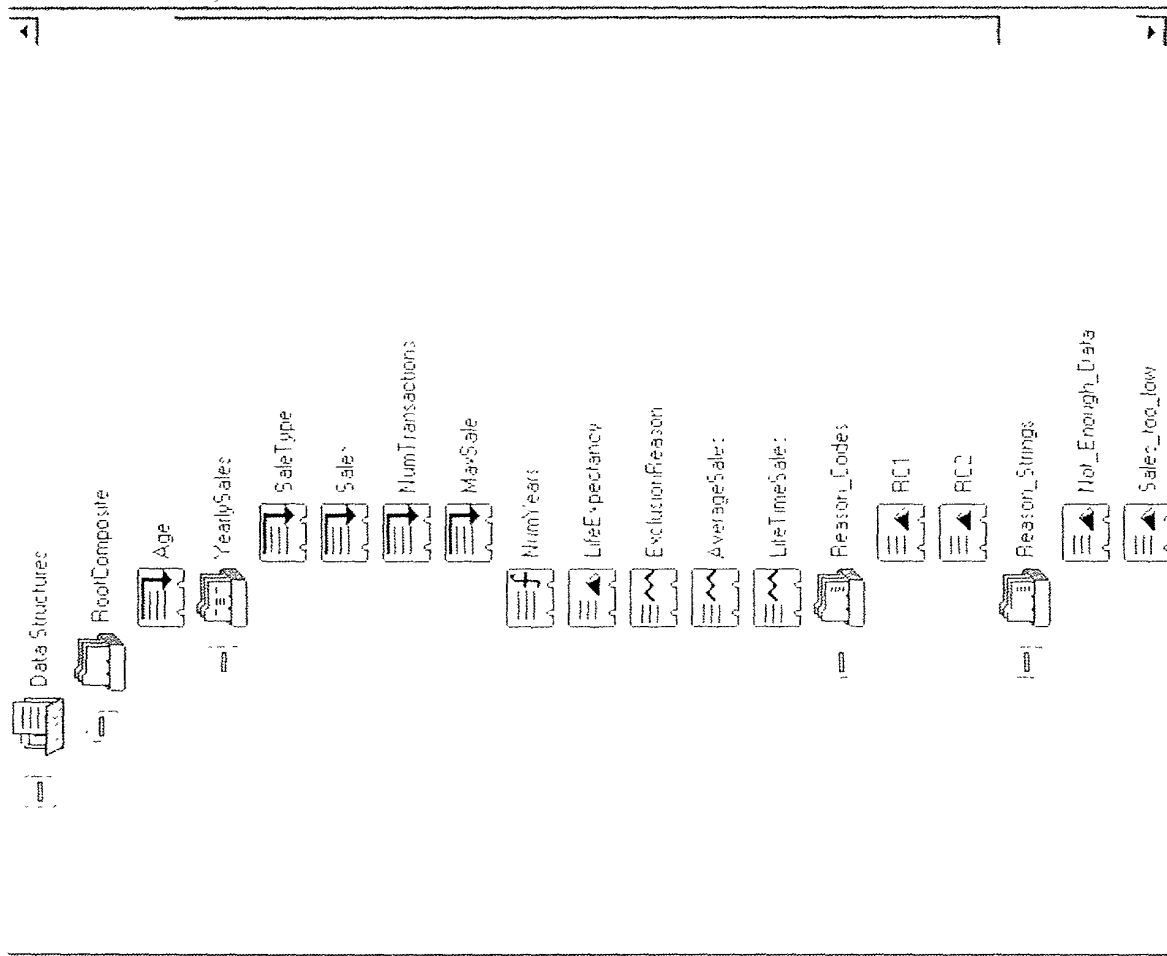 Data Structures
RootComposite
Age
YearlySales
SaleType
Sales
NumTransactions
MaxSale
NumYears
LifeExpectancy
ExclusionReason
AverageSales
LifeTimeSales
Reason_Codes
RC1
RC2
Reason_Strings
Not_Enough_Data
Sales_too_low